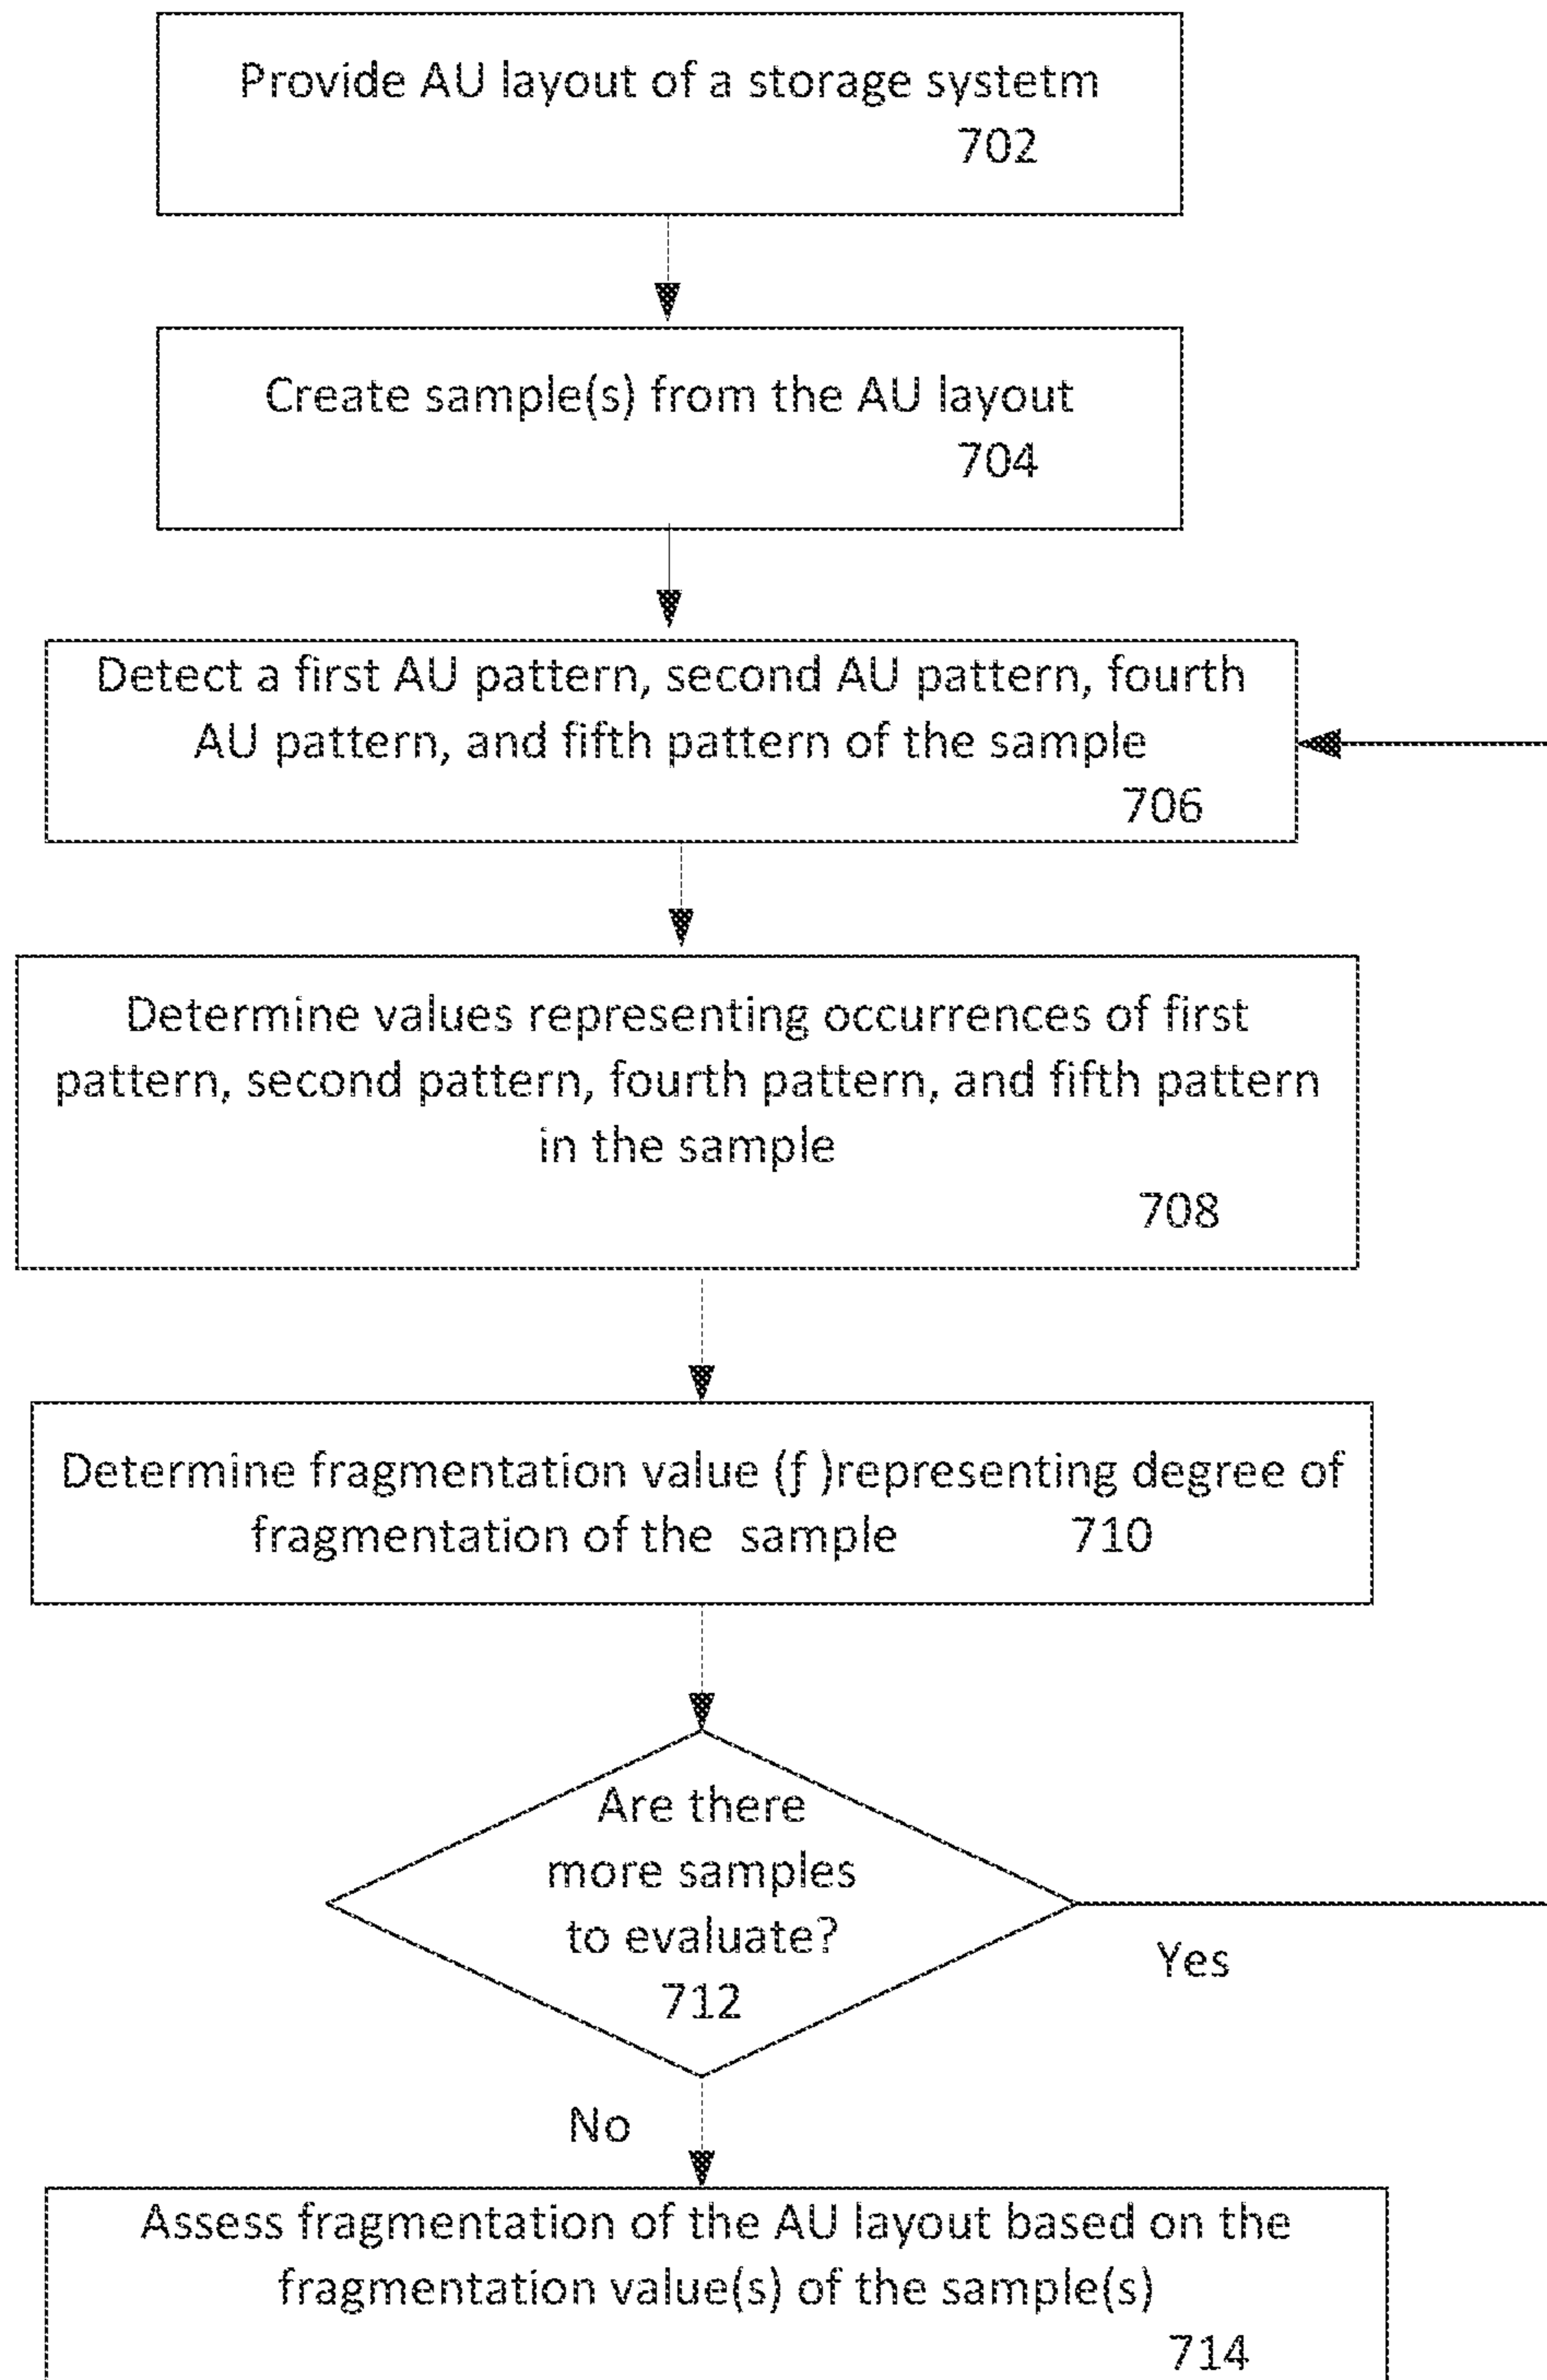 Provide AU layout of a storage systetm
702
Create sample(s) from the AU layout
704
Detect a first AU pattern, second AU pattern, fourth
AU pattern, and fifth pattern of the sample
706
Determine values representing occurrences of first
pattern, second pattern, fourth pattern, and fifth pattern
in the sample
708
Determine fragmentation value (ƒ )representing degree of
fragmentation of the sample 710
Are there
more samples
to evaluate?
712
Yes
No
Assess fragmentation of the AU layout based on the
fragmentation value(s) of the sample(s)
714